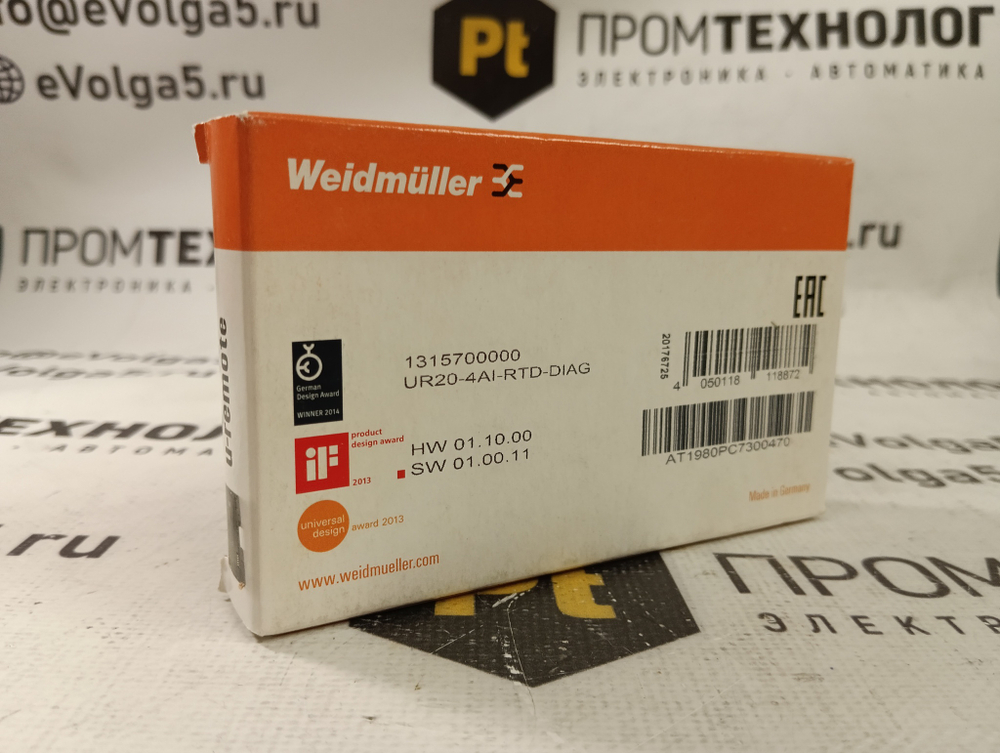 fo@eVolga5.ru
eVolga5.ru
Pt
ПРОМТЕХНОЛОГ
ЭЛЕКТРОНИКА - АВТОМАТИКА
ПРОМТЕХ
ЭЛЕКТРОНИКА -
.ru
Weidmüller
EAC
u-remote
German
Design Award
WINNER 2014
1315700000
UR20-4AI-RTD-DIAG
20176725
4 050118 118872
AT1980PC7300470
iF
product
design award
2013
HW 01.10.00
SW 01.00.11
universal
design
award 2013
Made in Germany
www.weidmueller.com
ru
Pt
ПРОМ
ЭЛЕКТР